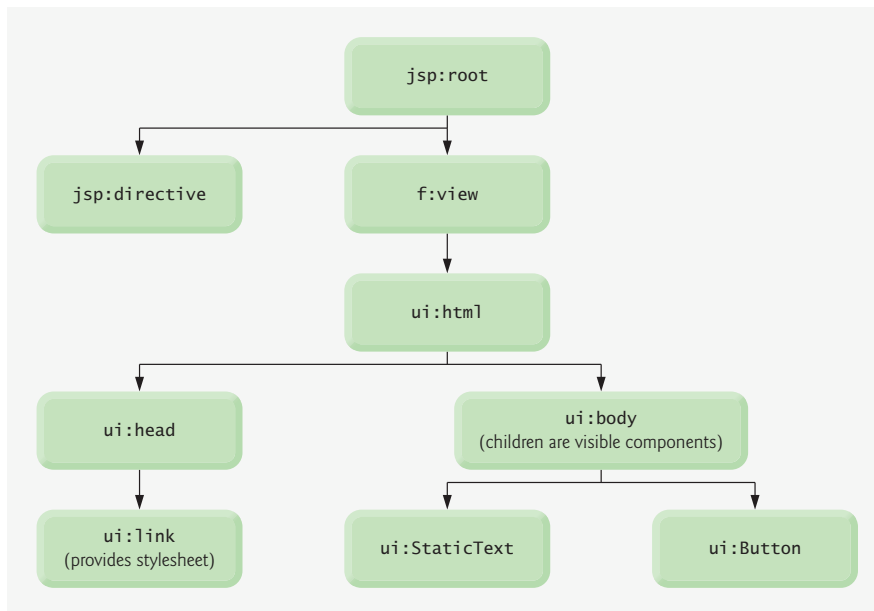 jsp:root
jsp:directive
f:view
ui:html
ui:head
ui:body
(children are visible components)
ui:link
(provides stylesheet)
ui:StaticText
ui:Button